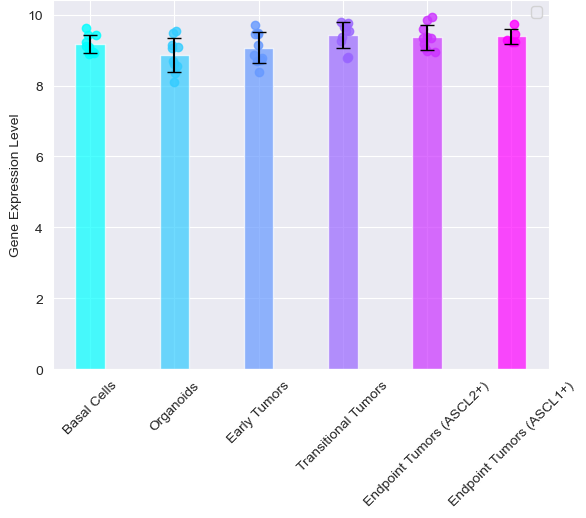 Gene Expression Level
10
8
6
4
2
0
Basal Cells
Organoids
Early Tumors
Transitional Tumors
Endpoint Tumors (ASCL2+)
Endpoint Tumors (ASCL1+)